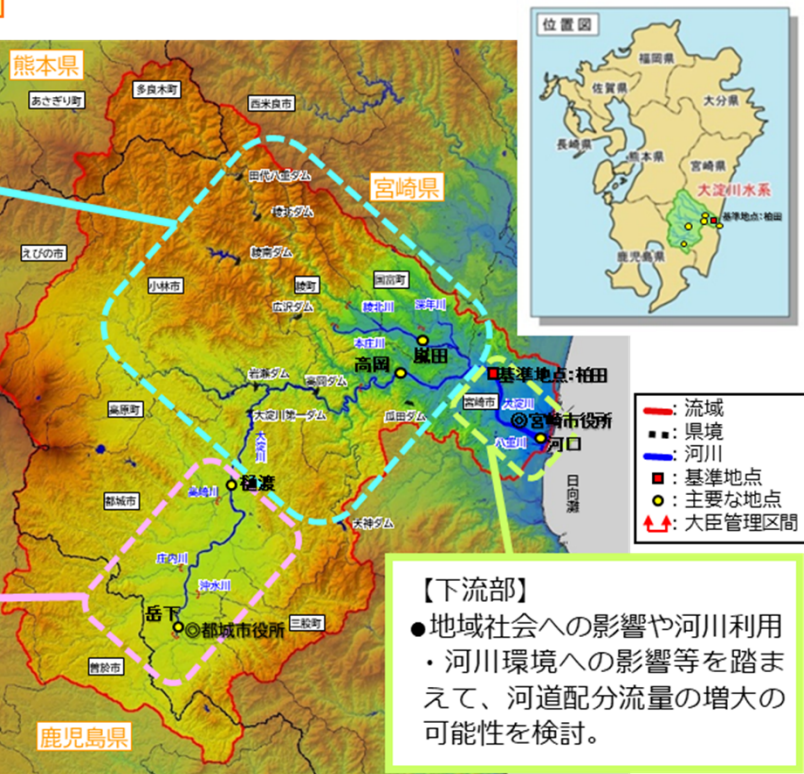 位置図
福岡県
佐賀県
大分県
長崎県
熊本県
宮崎県
大淀川水系
基準地点:柏田
鹿児島県
熊本県
多良木町
あさぎり町
西米良市
田代八重ダム
宮崎県
綾北ダム
えびの市
綾南ダム
小林市
綾町
国富町
広沢ダム
綾北川
深年川
本庄川
嵐田
高岡
岩瀬ダム
高岡ダム
基準地点:柏田
高原町
大淀川第一ダム
瓜田ダム
宮崎市
大淀川
◎宮崎市役所
八重川
河口
大淀川
樋渡
高崎川
都城市
天神ダム
日向灘
庄内川
沖水川
岳下
◎都城市役所
三股町
曽於市
鹿児島県
:流域
:県境
:河川
:基準地点
:主要な地点
:大臣管理区間
【下流部】
●地域社会への影響や河川利用
・河川環境への影響等を踏ま
えて、河道配分流量の増大の
可能性を検討。